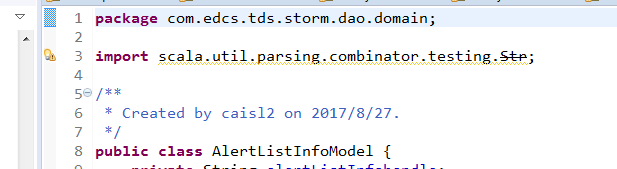 1 package com.edcs.tds.storm.dao.domain;
2
3 import scala.util.parsing.combinator.testing.Str;
4
5 /**
6 * Created by caisl2 on 2017/8/27.
7 */
8 public class AlertListInfoModel {
private String alertListInfohandle;